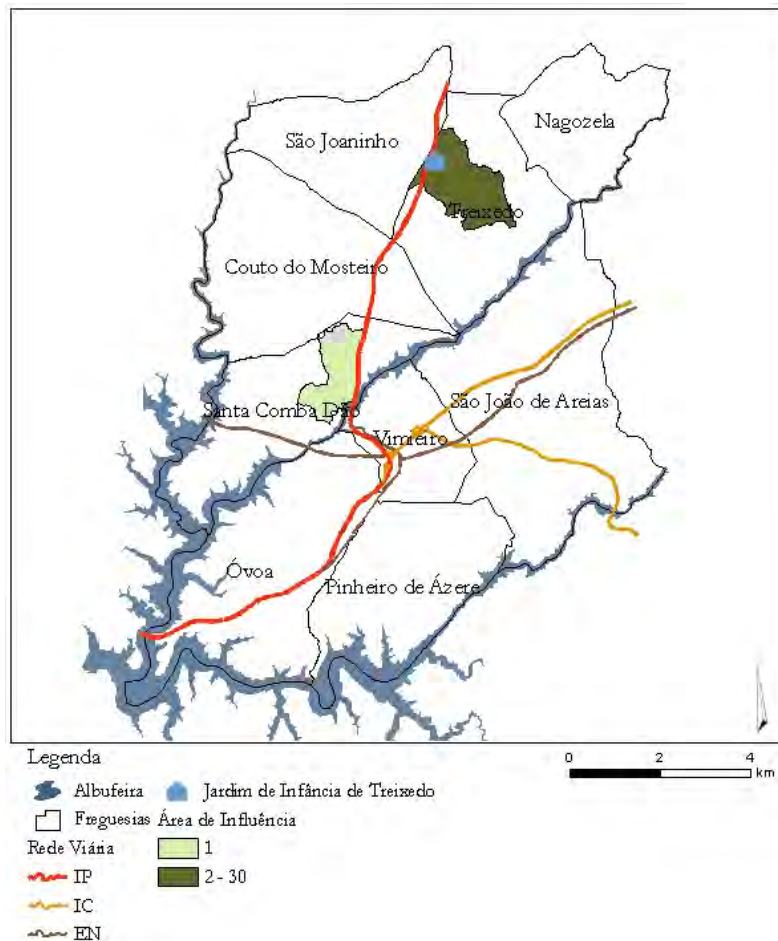 São Joaninho
Nagozela
Treixedo
Couto do Mosteiro
Santa Comba Dão
São João de Areias
Vimieiro
Óvoa
Pinheiro de Ázere
Legenda
Albufeira
Jardim de Infância de Treixedo
Freguesias
Área de Influência
Rede Viária
1
IP
2 - 30
IC
EN
0 2 4
km